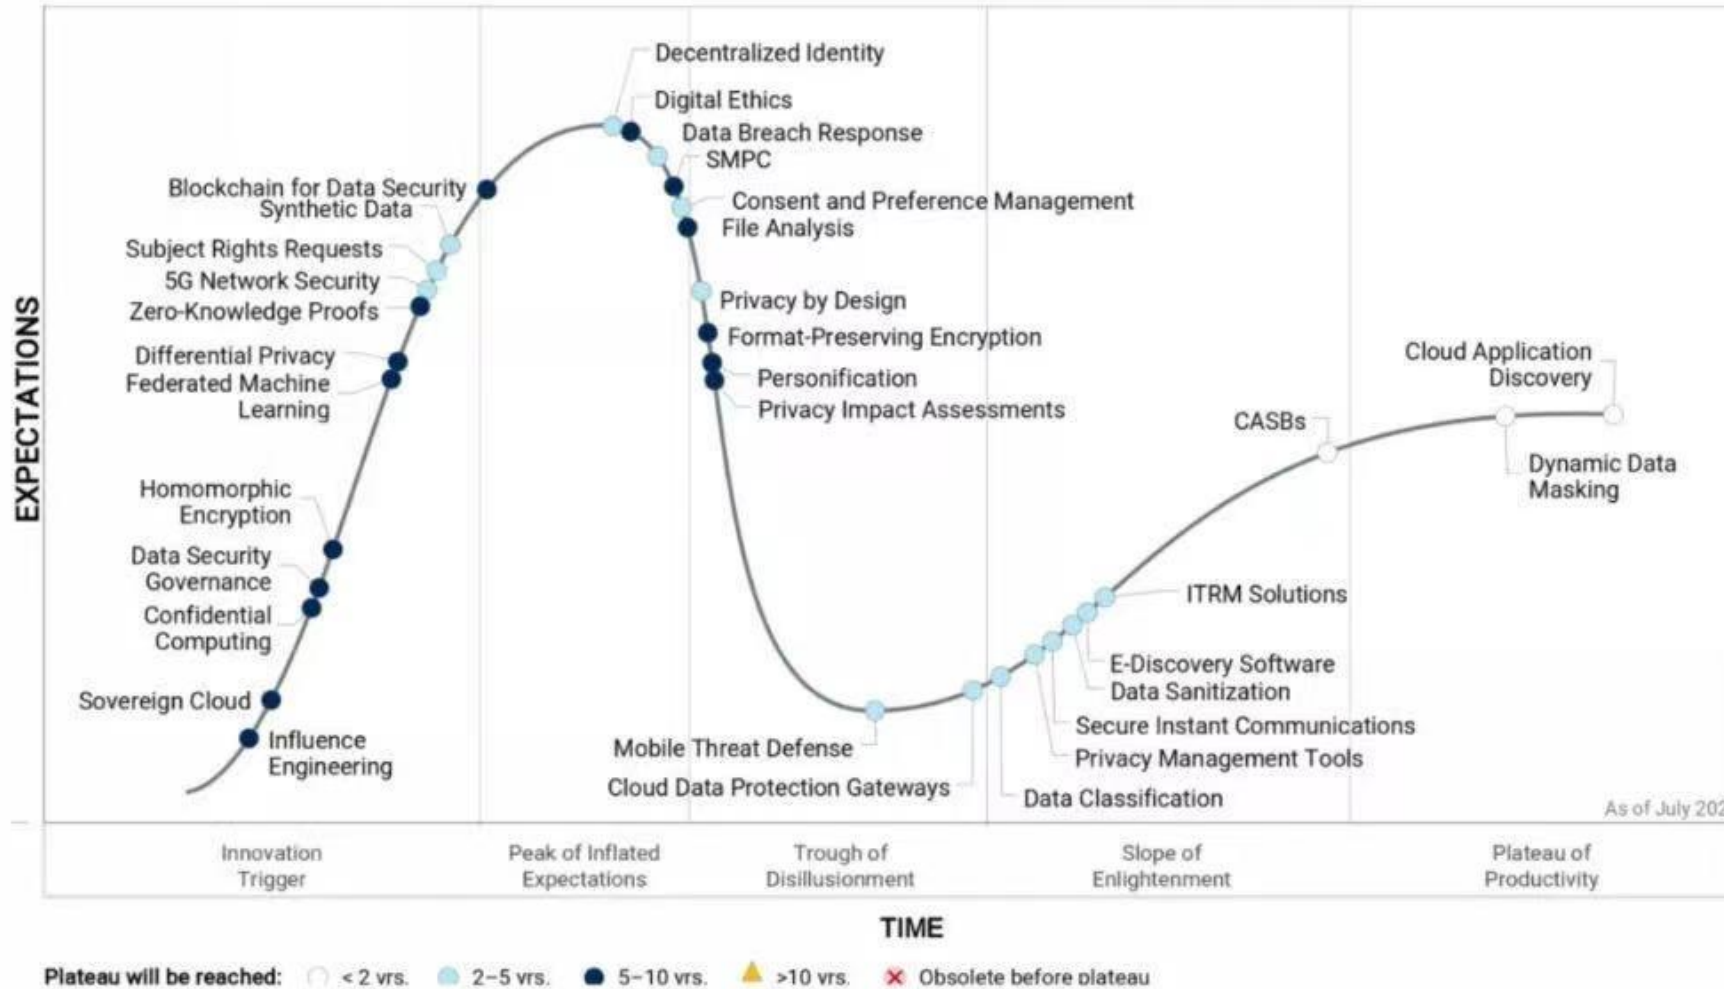 Decentralized Identity
Digital Ethics
Data Breach Response
SMPC
Blockchain for Data Security
Synthetic Data
Consent and Preference Management
File Analysis
Subject Rights Requests
5G Network Security
Zero-Knowledge Proofs
Privacy by Design
Format-Preserving Encryption
Differential Privacy
Federated Machine
Learning
Personification
Privacy Impact Assessments
Cloud Application
Discovery
CASBs
Dynamic Data
Masking
Homomorphic
Encryption
Data Security
Governance
Confidential
Computing
ITRM Solutions
E-Discovery Software
Data Sanitization
Secure Instant Communications
Privacy Management Tools
Data Classification
Sovereign Cloud
Influence
Engineering
Mobile Threat Defense
Cloud Data Protection Gateways
EXPECTATIONS
As of July 202
Innovation
Trigger
Peak of Inflated
Expectations
Trough of
Disillusionment
Slope of
Enlightenment
Plateau of
Productivity
TIME
Plateau will be reached: < 2 yrs. 2–5 yrs. 5–10 yrs. >10 yrs. Obsolete before plateau